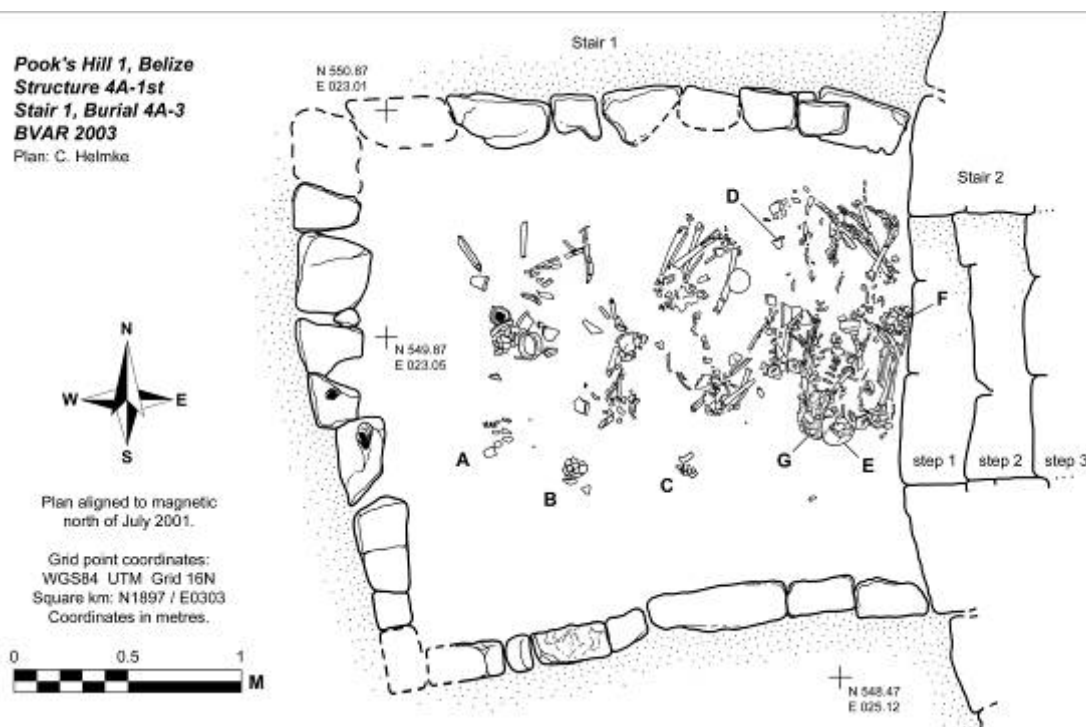 Pook's Hill 1, Belize
Structure 4A-1st
Stair 1, Burial 4A-3
BVAR 2003
Plan: C. Helmke
Stair 1
N 550.87
E 023.01
Stair 2
D
F
N 549.87
E 023.05
N
W E
S
A
B
C
G
E
step 1
step 2
step 3
Plan aligned to magnetic
north of July 2001.
Grid point coordinates:
WGS84 UTM Grid 16N
Square km: N1897 / E0303
Coordinates in metres.
0 0.5 1
M
N 548.47
E 025.12